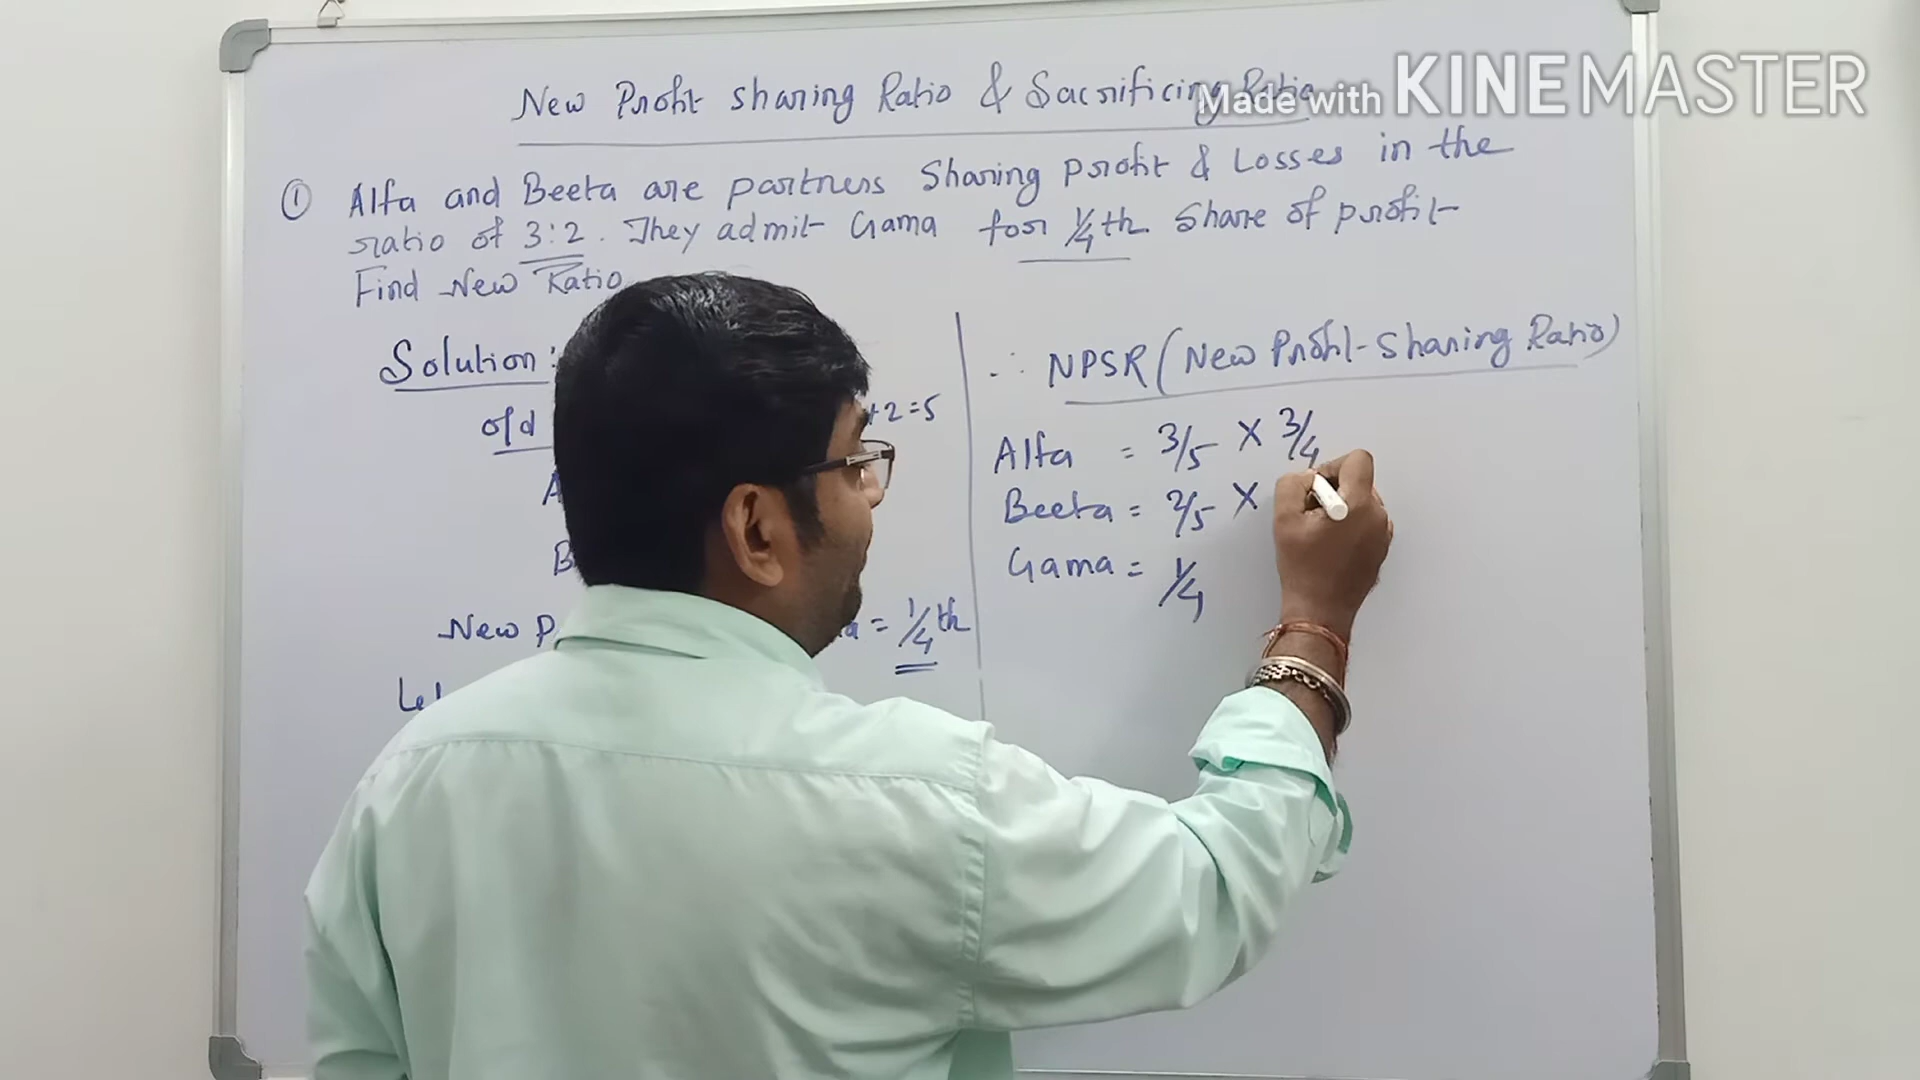 New Profit sharing Ratio & Sacrificing Ratio
Made with KINEMASTER
① Alfa and Beeta are partners Sharing profit & Losses in the
ratio of 3:2. They admit Gama for 1/4th Share of profit
Find New Ratio
Solution:
old +2=5
A
B
New P = 1/4th
Let
∴ NPSR (New Profit-Sharing Ratio)
Alfa = 3/5 X 3/4
Beeta = 2/5 X
Gama = 1/4